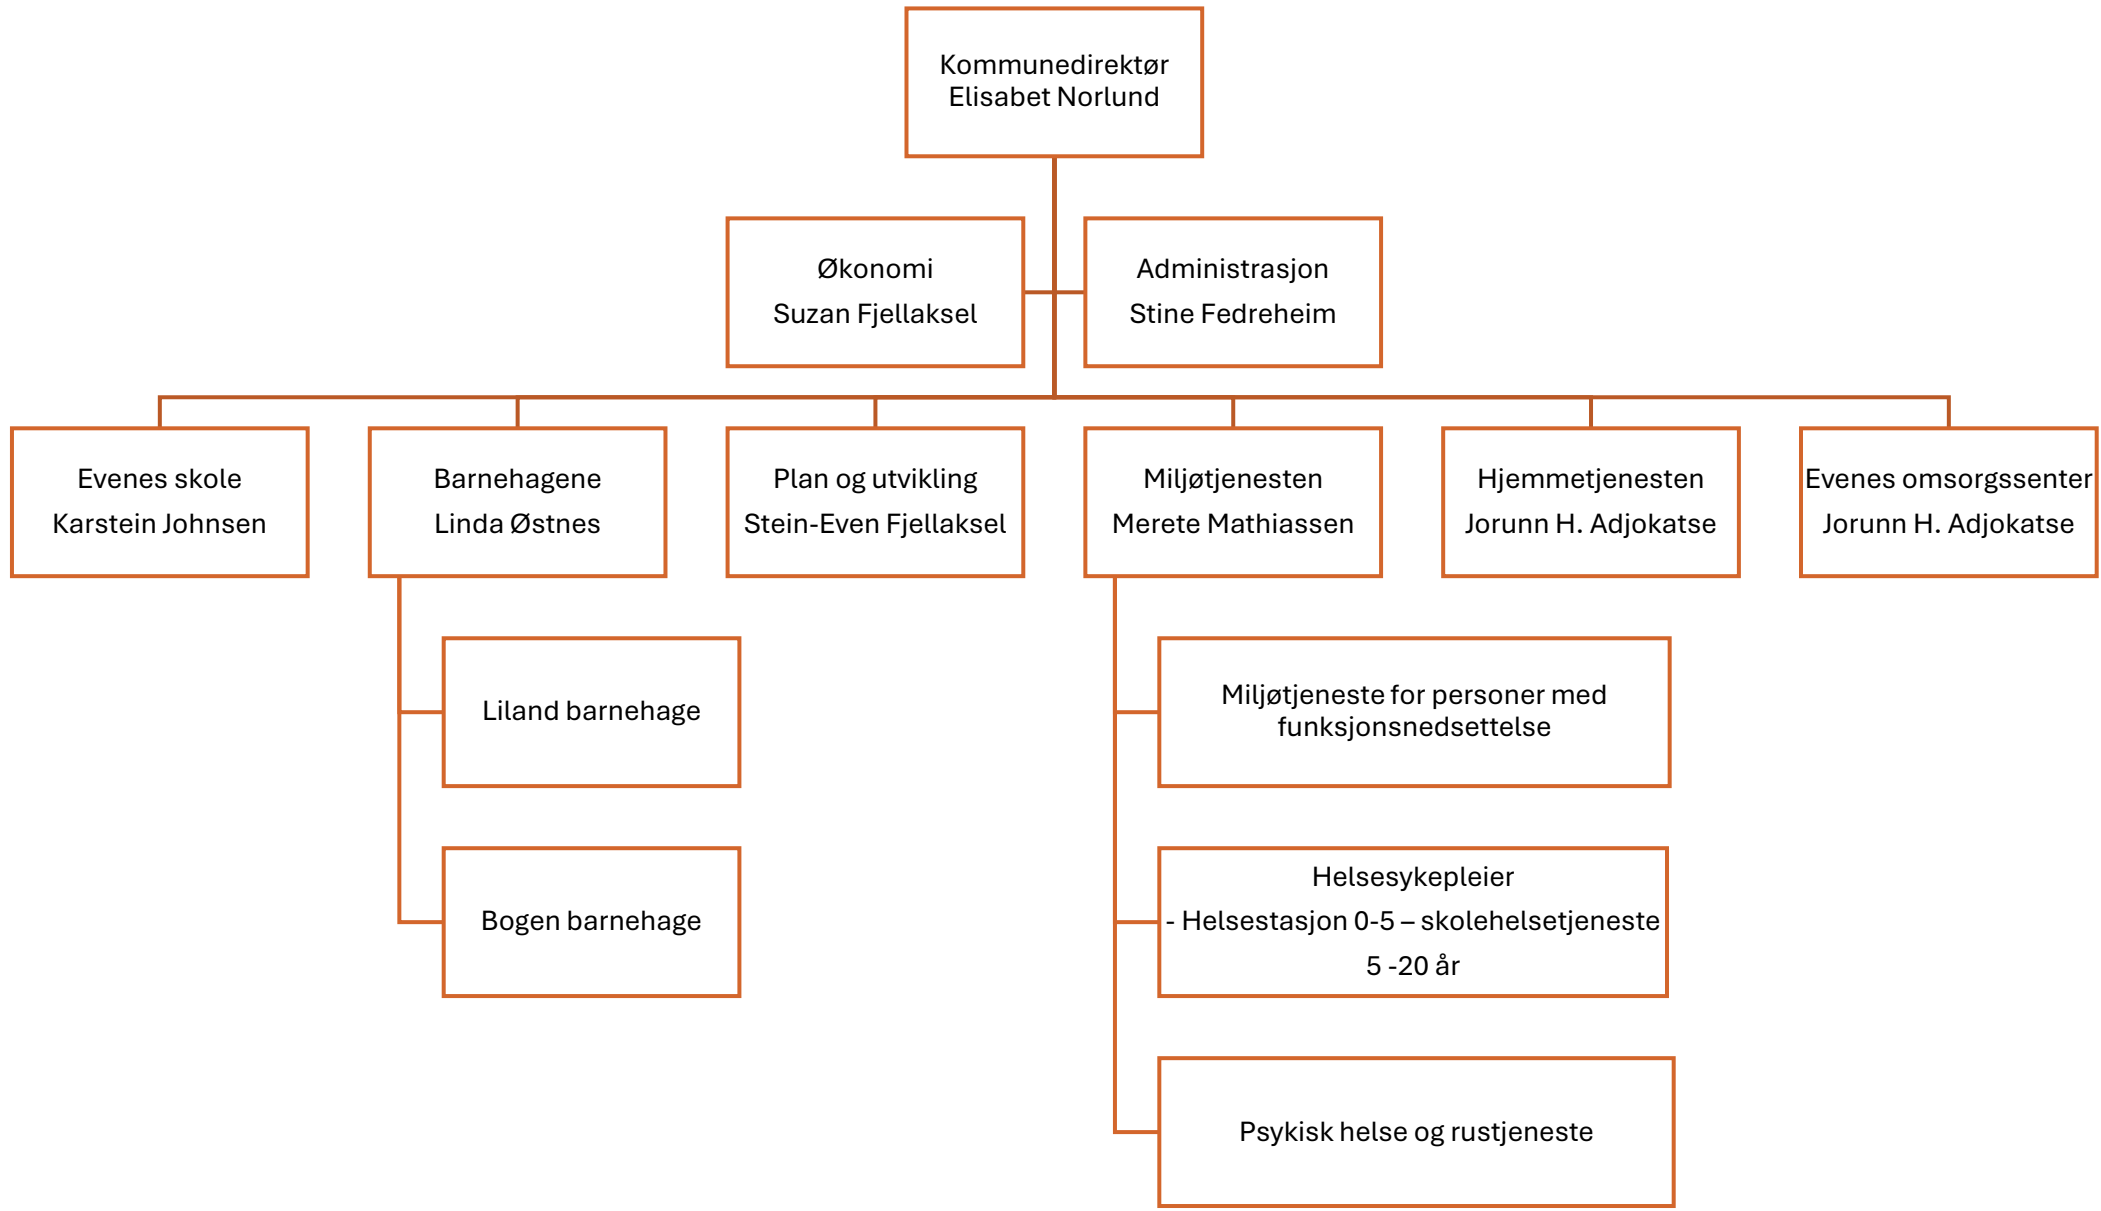 Kommunedirektør
Elisabet Norlund
Økonomi
Suzan Fjellaksel
Administrasjon
Stine Fedreheim
Evenes skole
Karstein Johnsen
Barnehagene
Linda Østnes
Plan og utvikling
Stein-Even Fjellaksel
Miljøtjenesten
Merete Mathiassen
Hjemmetjenesten
Jorunn H. Adjokatse
Evenes omsorgssenter
Jorunn H. Adjokatse
Liland barnehage
Bogen barnehage
Miljøtjeneste for personer med
funksjonsnedsettelse
Helsesykepleier
- Helsestasjon 0-5 – skolehelsetjeneste
5 -20 år
Psykisk helse og rustjeneste